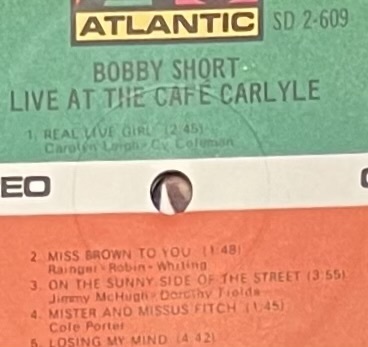 ATLANTIC SD 2-609
BOBBY SHORT
LIVE AT THE CAFÉ CARLYLE
1. REAL LIVE GIRL (2:45)
Carolyn Leigh-Cy Coleman
EO
2. MISS BROWN TO YOU (1:48)
Rainger-Robin-Whiting
3. ON THE SUNNY SIDE OF THE STREET (3:55)
Jimmy McHugh-Dorothy Fields
4. MISTER AND MISSUS FITCH (1:45)
Cole Porter
5. LOSING MY MIND (4:42)